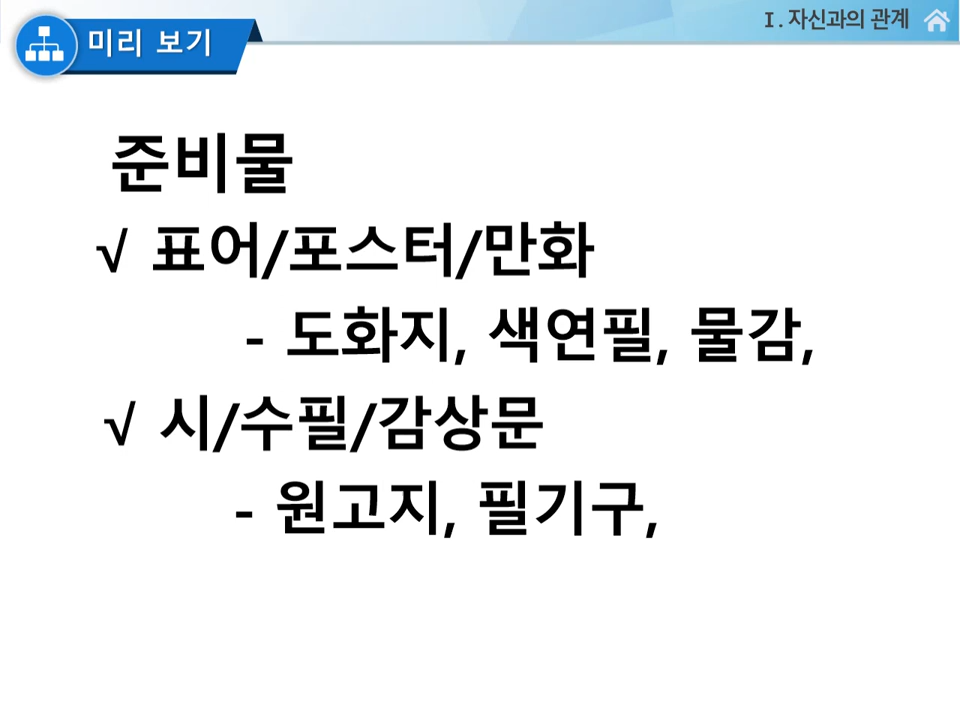 I. 자신과의 관계
미리 보기
준비물
√ 표어/포스터/만화
- 도화지, 색연필, 물감,
√ 시/수필/감상문
- 원고지, 필기구,